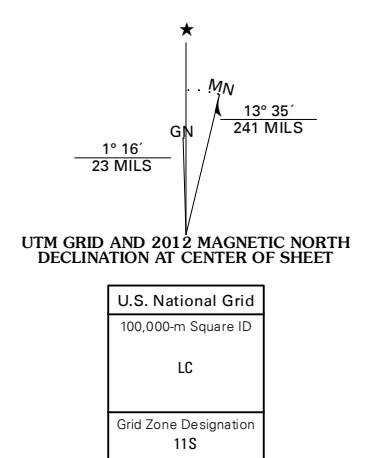 ★
MN
GN
13° 35´
241 MILS
1° 16´
23 MILS
UTM GRID AND 2012 MAGNETIC NORTH
DECLINATION AT CENTER OF SHEET
U.S. National Grid
100,000-m Square ID
LC
Grid Zone Designation
11S